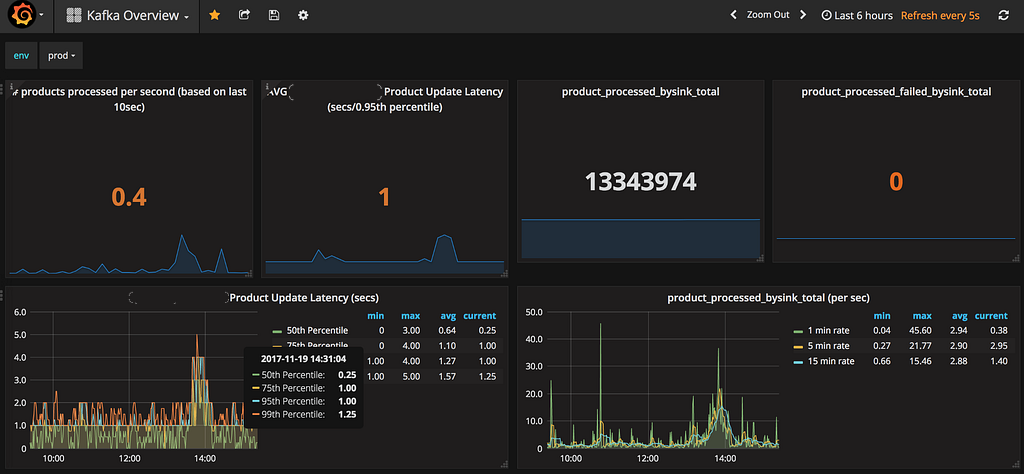 Kafka Overview
Zoom Out
Last 6 hours
Refresh every 5s
env
prod
# products processed per second (based on last
10sec)
0.4
AVG Product Update Latency
(secs/0.95th percentile)
1
product_processed_bysink_total
13343974
product_processed_failed_bysink_total
0
Product Update Latency (secs)
6.0
5.0
4.0
3.0
2.0
1.0
0
10:00 12:00 14:00
min max avg current
50th Percentile 0 3.00 0.64 0.25
75th Percentile 0 4.00 1.10 1.00
1.00 4.00 1.27 1.00
1.00 5.00 1.57 1.25
2017-11-19 14:31:04
50th Percentile: 0.25
75th Percentile: 1.00
95th Percentile: 1.00
99th Percentile: 1.25
product_processed_bysink_total (per sec)
50.0
40.0
30.0
20.0
10.0
0
10:00 12:00 14:00
min max avg current
1 min rate 0.04 45.60 2.94 0.38
5 min rate 0.27 21.77 2.90 2.95
15 min rate 0.66 15.46 2.88 1.40